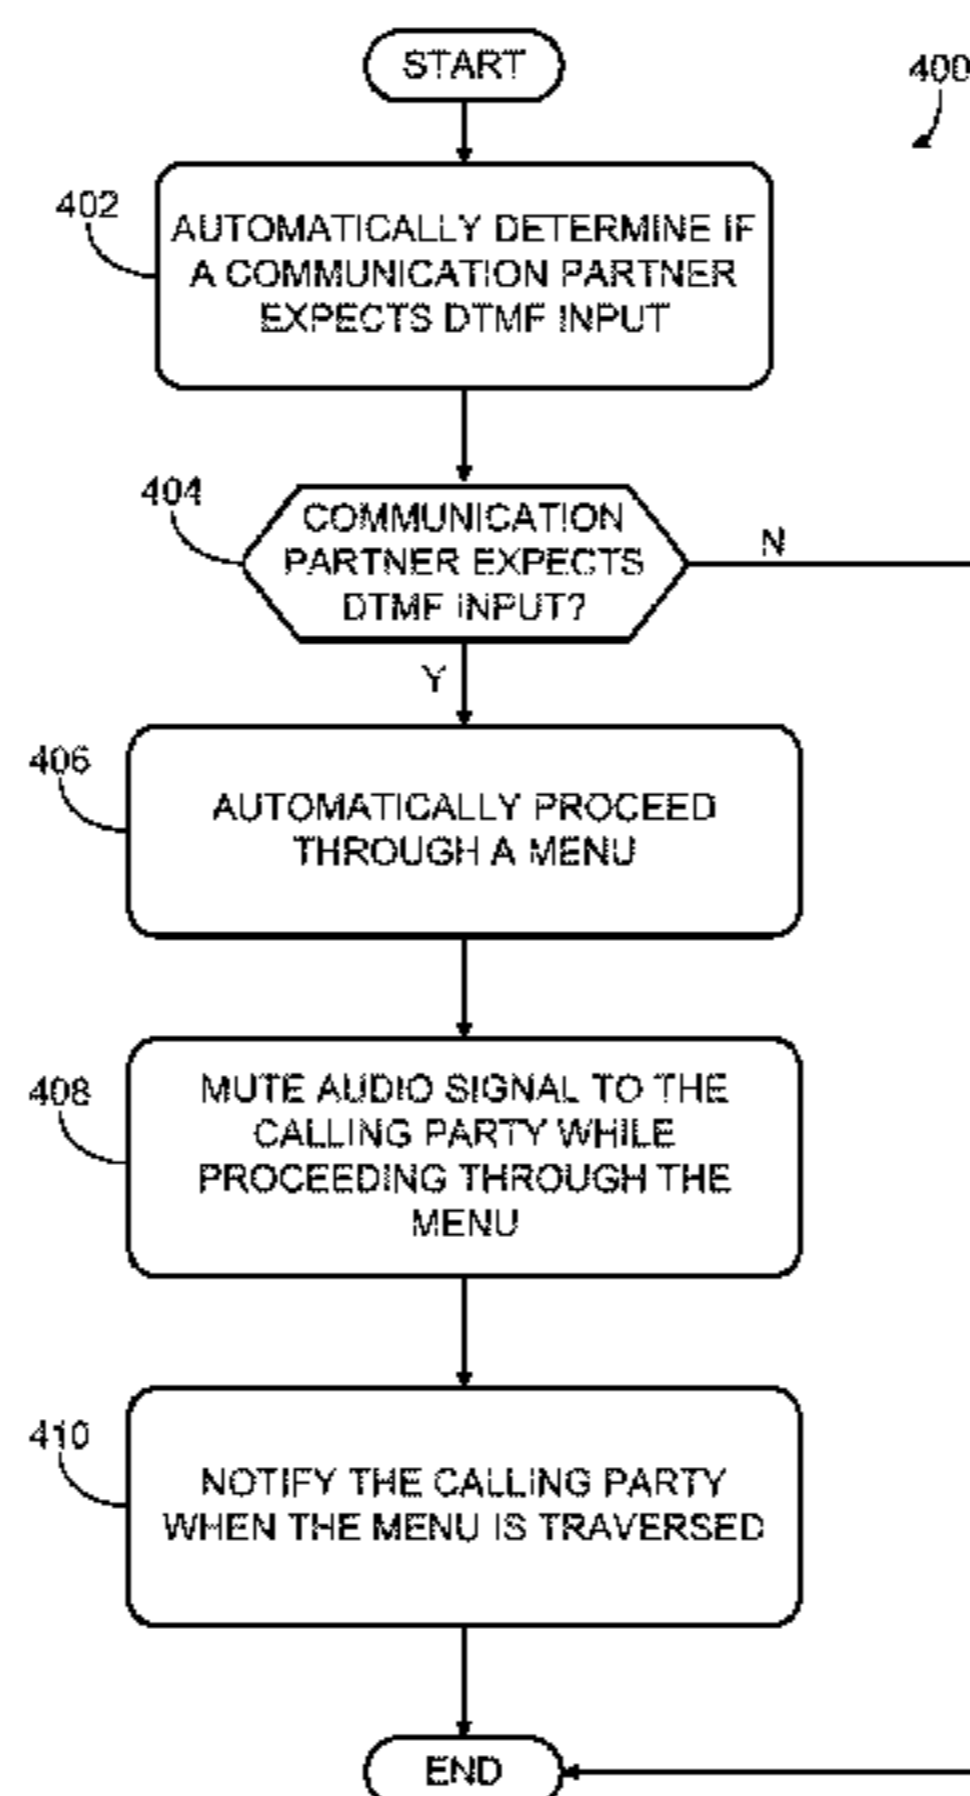 START
400
402
AUTOMATICALLY DETERMINE IF
A COMMUNICATION PARTNER
EXPECTS DTMF INPUT
404
COMMUNICATION
PARTNER EXPECTS
DTMF INPUT?
N
Y
406
AUTOMATICALLY PROCEED
THROUGH A MENU
408
MUTE AUDIO SIGNAL TO THE
CALLING PARTY WHILE
PROCEEDING THROUGH THE
MENU
410
NOTIFY THE CALLING PARTY
WHEN THE MENU IS TRAVERSED
END